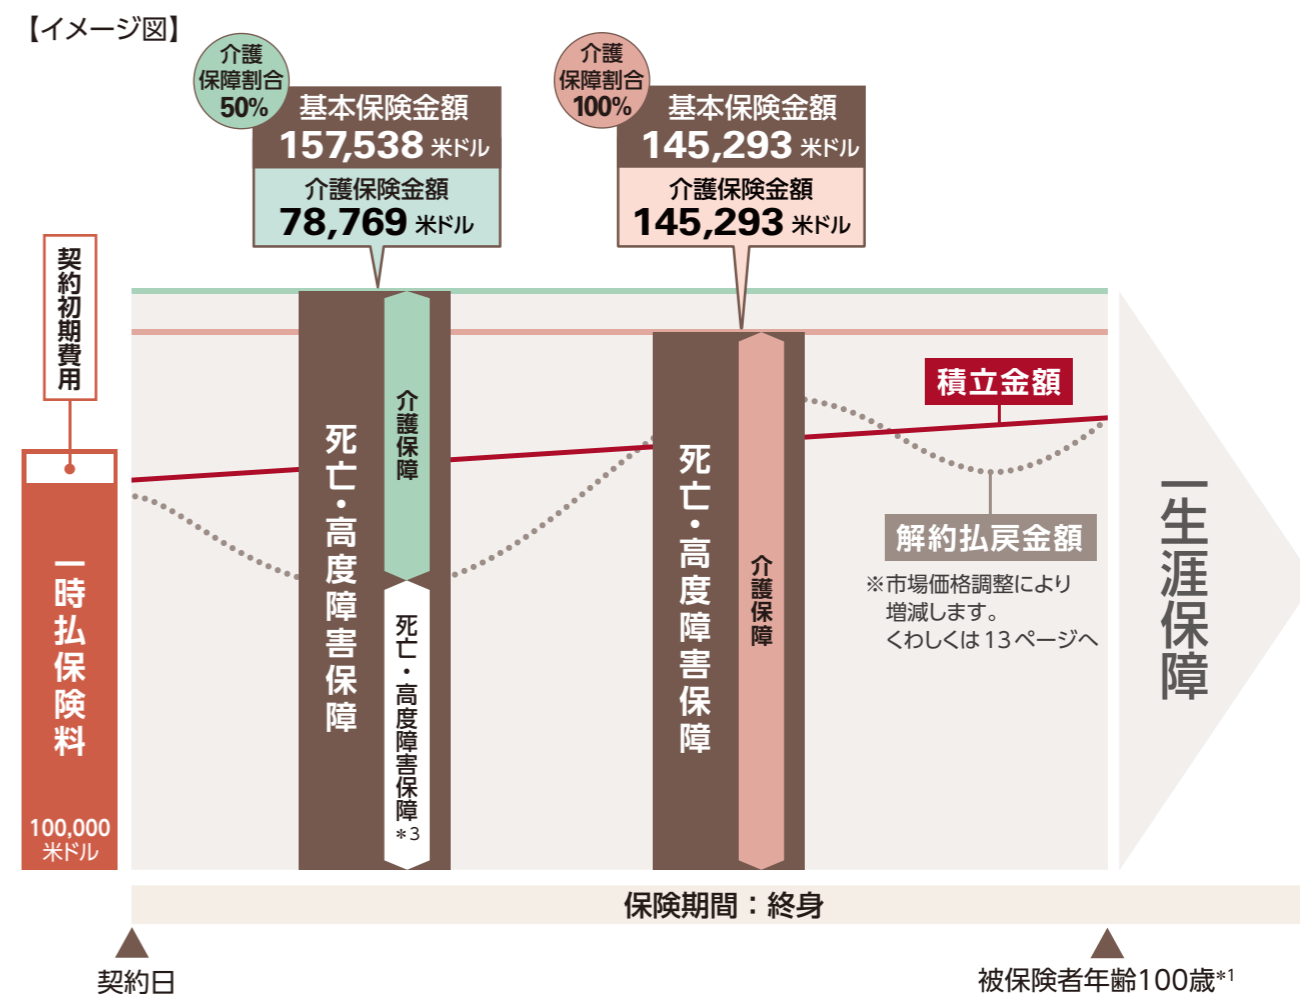 【イメージ図】
介護
保障割合
50%
基本保険金額
157,538 米ドル
介護保険金額
78,769 米ドル
介護
保障割合
100%
基本保険金額
145,293 米ドル
介護保険金額
145,293 米ドル
契約初期費用
一時払保険料
100,000
米ドル
死亡・高度障害保障
介護保障
死亡・高度障害保障
＊3
死亡・高度障害保障
介護保障
積立金額
解約払戻金額
※市場価格調整により
増減します。
くわしくは13ページへ
一生涯保障
保険期間：終身
契約日
被保険者年齢100歳*1